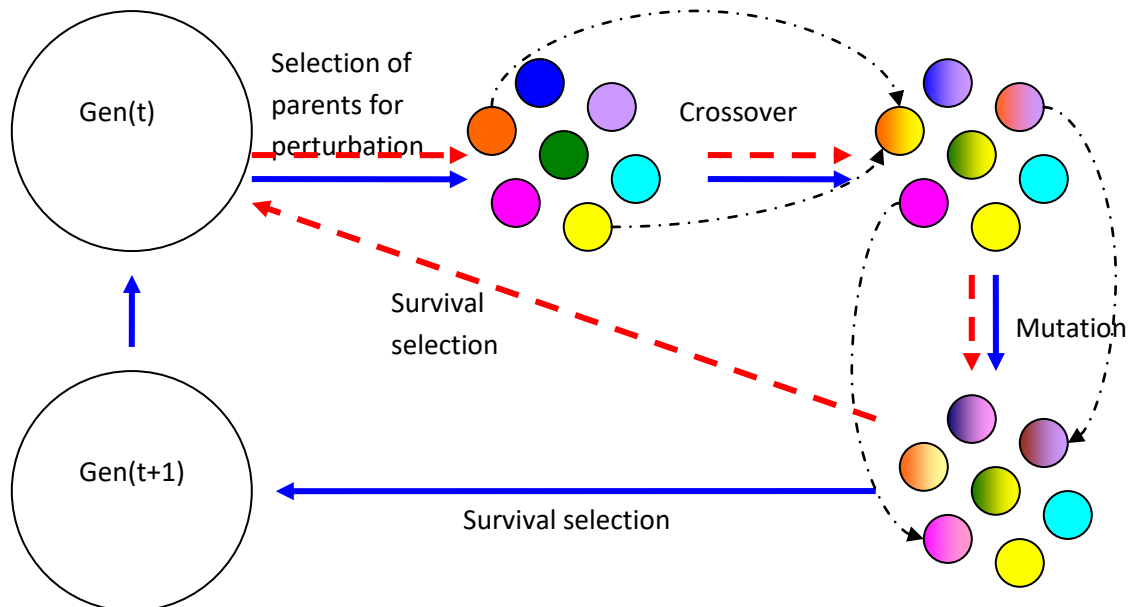 Gen(t)
Selection of
parents for
perturbation
Crossover
Survival
selection
Mutation
Gen(t+1)
Survival selection